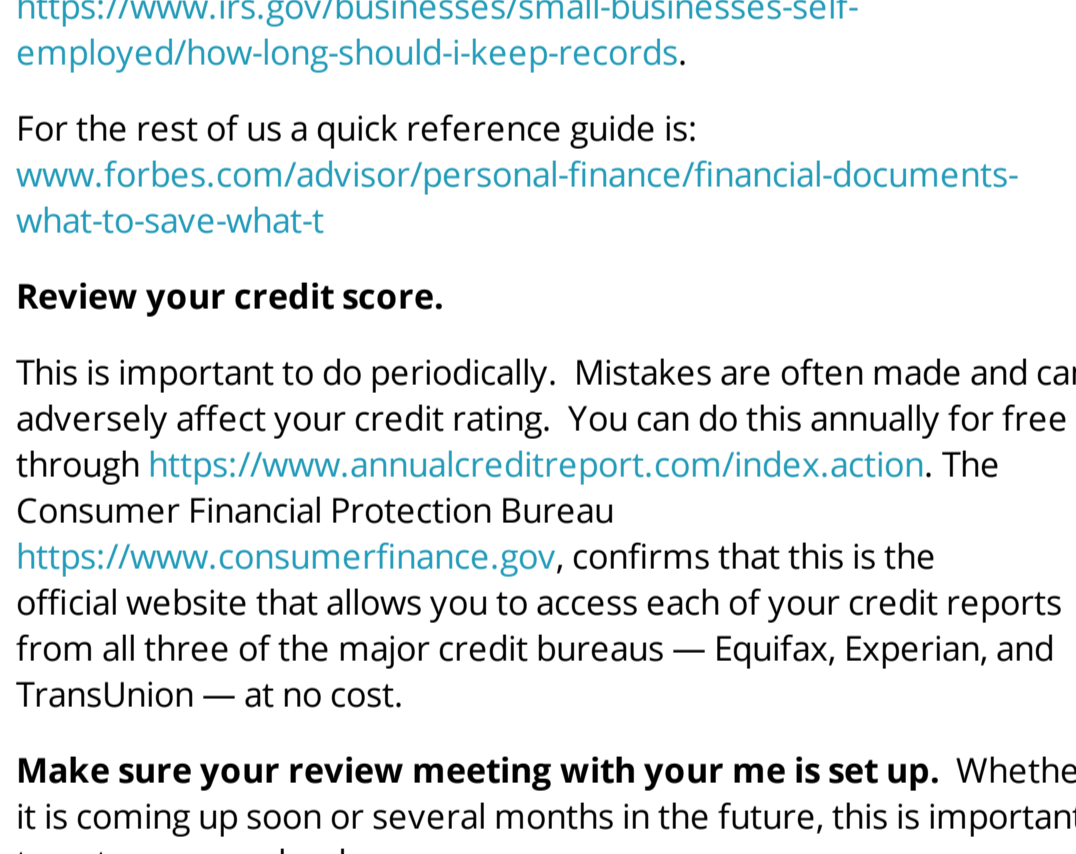 https://www.irs.gov/businesses/small-businesses-self-
employed/how-long-should-i-keep-records.
For the rest of us a quick reference guide is:
www.forbes.com/advisor/personal-finance/financial-documents-
what-to-save-what-t
Review your credit score.
This is important to do periodically.  Mistakes are often made and can
adversely affect your credit rating.  You can do this annually for free
through https://www.annualcreditreport.com/index.action. The
Consumer Financial Protection Bureau
https://www.consumerfinance.gov, confirms that this is the
official website that allows you to access each of your credit reports
from all three of the major credit bureaus — Equifax, Experian, and
TransUnion — at no cost.
Make sure your review meeting with your me is set up.  Whethe
it is coming up soon or several months in the future, this is important